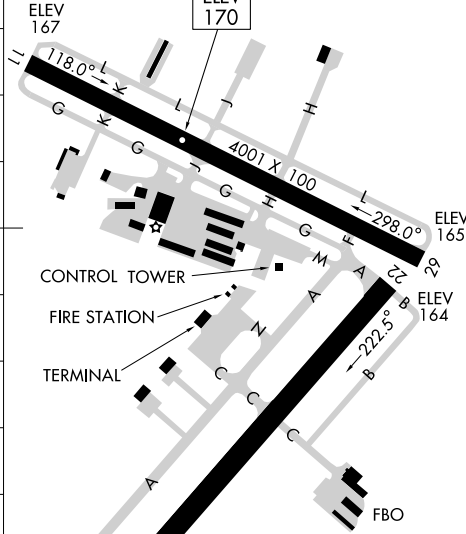 ELEV
170
ELEV
167
11
118.0°
L
K
L
J
H
G
K
G
J
G
H
G
4001 X 100
L
298.0°
ELEV
165
29
F
M
A
22
B
ELEV
164
CONTROL TOWER
A
FIRE STATION
N
222.5°
TERMINAL
B
C
C
C
A
FBO